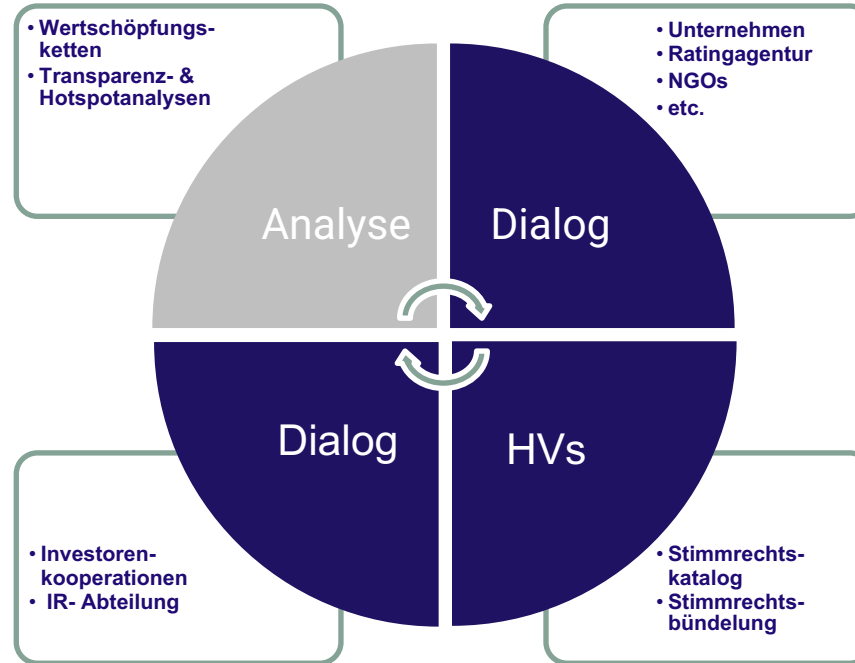 • Wertschöpfungs-
ketten
• Transparenz- &
Hotspotanalysen
• Unternehmen
• Ratingagentur
• NGOs
• etc.
Analyse
Dialog
Dialog
HVs
• Investoren-
kooperationen
• IR- Abteilung
• Stimmrechts-
katalog
• Stimmrechts-
bündelung